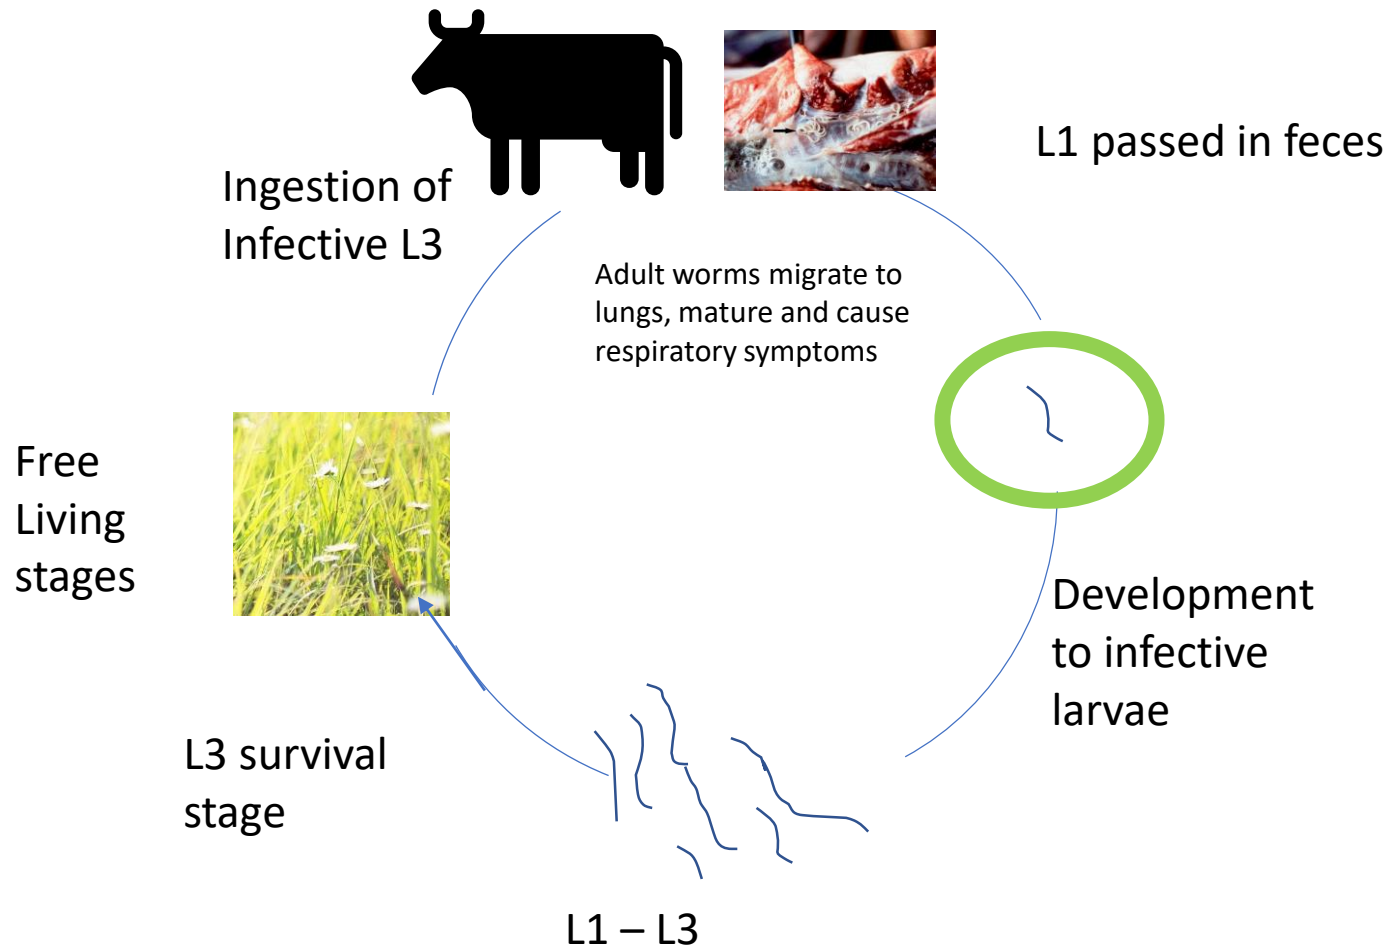 L1 passed in feces
Ingestion of
Infective L3
Adult worms migrate to
lungs, mature and cause
respiratory symptoms
Free
Living
stages
Development
to infective
larvae
L3 survival
stage
L1 – L3